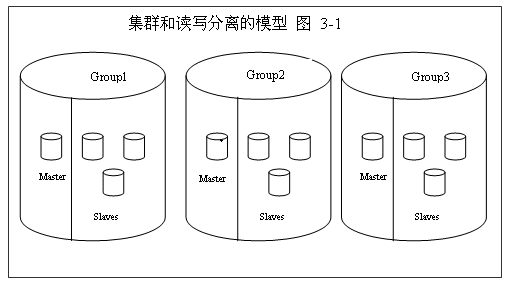 集群和读写分离的模型 图 3-1
Group1
Group2
Group3
Master
Slaves
Master
Slaves
Master
Slaves